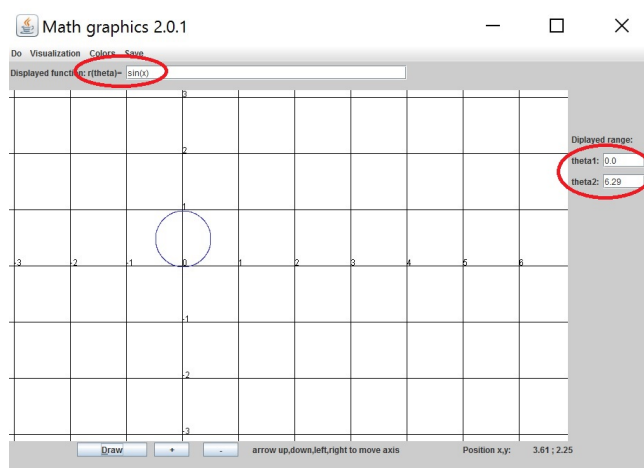 Math graphics 2.0.1
Do Visualization Colors Save
Displayed function: r(theta)= sin(x)
3
Diplayed range:
2
theta1: 0.0
theta2: 6.29
1
-3 -2 -1 0 1 2 3 4 5 6
-1
-2
-3
Draw + - arrow up,down,left,right to move axis Position x,y: 3.61 ; 2.25